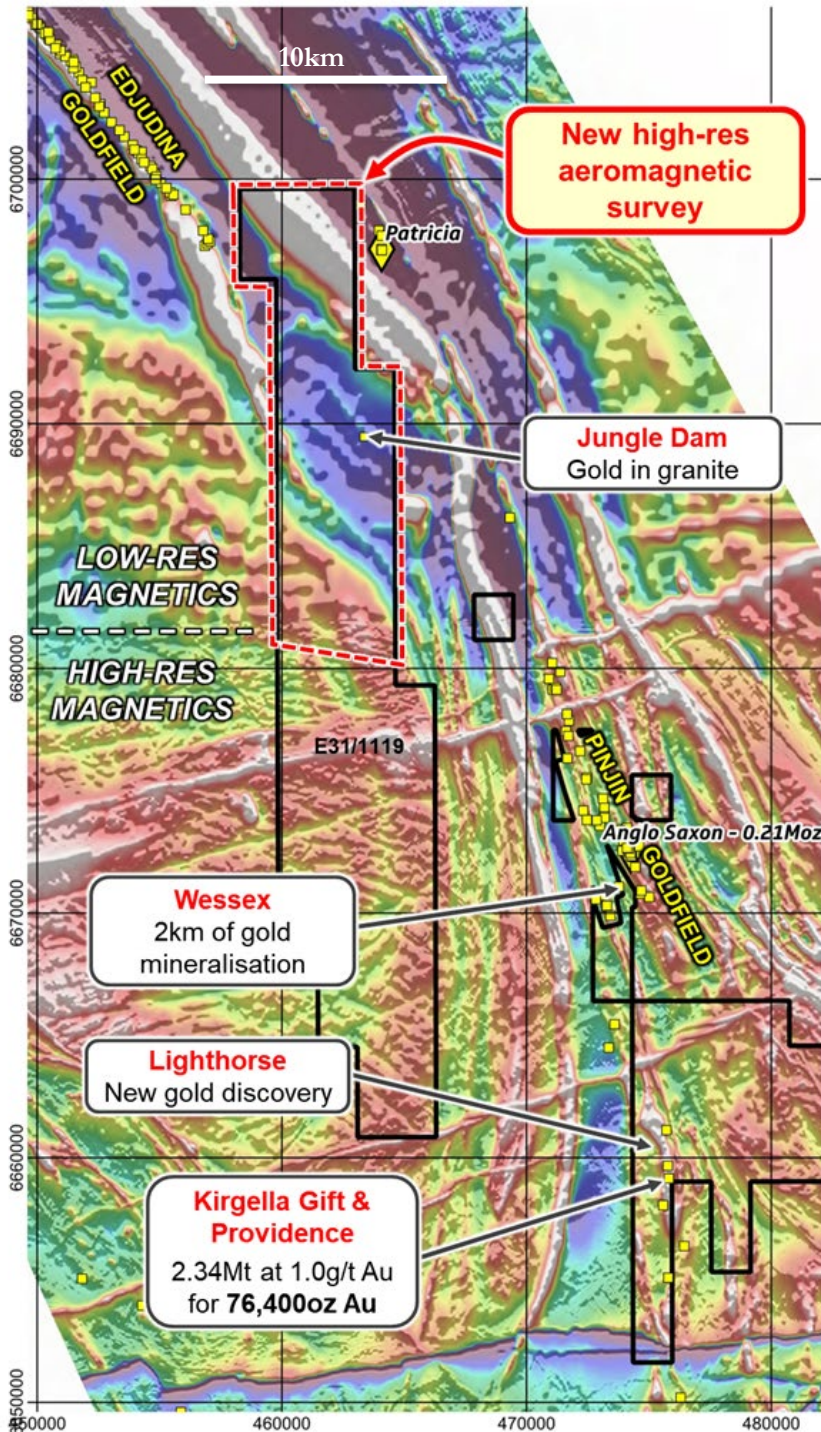 10km
EDJUDINA
GOLDFIELD
New high-res
aeromagnetic
survey
6700000
Patricia
6690000
Jungle Dam
Gold in granite
LOW-RES
MAGNETICS
HIGH-RES
MAGNETICS
6680000
E31/1119
PINJIN
GOLDFIELD
Anglo Saxon - 0.21Moz
Wessex
2km of gold
mineralisation
6670000
Lighthorse
New gold discovery
6660000
Kirgella Gift &
Providence
2.34Mt at 1.0g/t Au
for 76,400oz Au
6650000
450000
460000
470000
480000